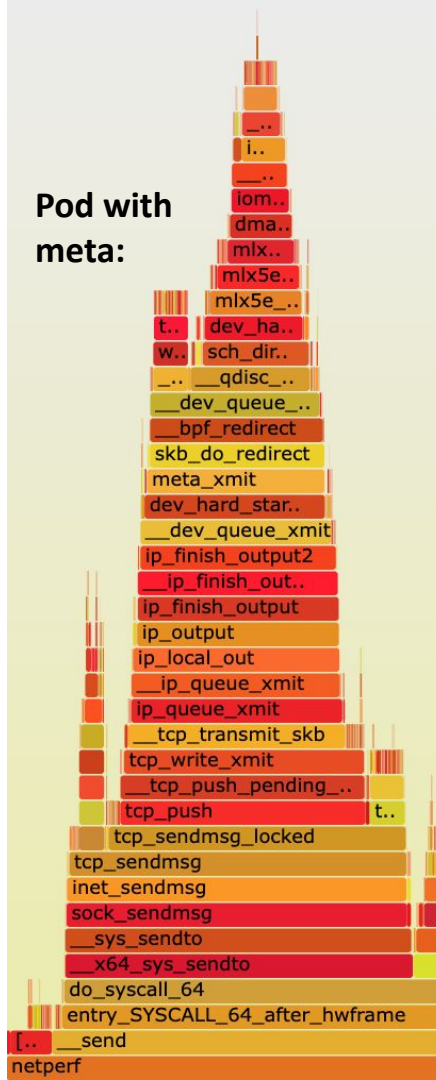 _..
i..
__..
iom..
Pod with
meta:
dma..
mlx..
mlx5e..
mlx5e_..
t.. dev_ha..
w.. sch_dir..
_.. __qdisc_..
__dev_queue_..
__bpf_redirect
skb_do_redirect
meta_xmit
dev_hard_star..
__dev_queue_xmit
ip_finish_output2
__ip_finish_out..
ip_finish_output
ip_output
ip_local_out
__ip_queue_xmit
ip_queue_xmit
__tcp_transmit_skb
tcp_write_xmit
__tcp_push_pending_..
tcp_push t..
tcp_sendmsg_locked
tcp_sendmsg
inet_sendmsg
sock_sendmsg
__sys_sendto
__x64_sys_sendto
do_syscall_64
entry_SYSCALL_64_after_hwframe
[.. __send
netperf